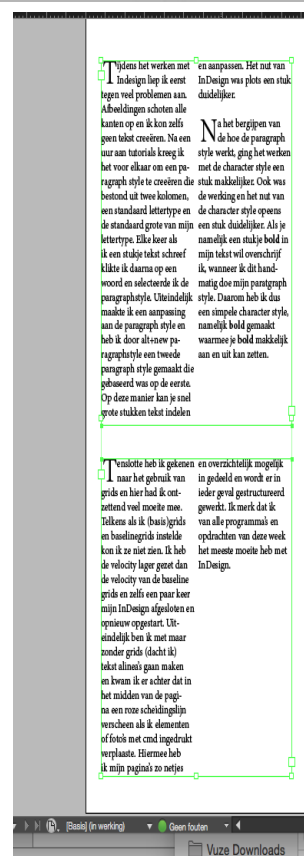 Tijdens het werken met
Indesign liep ik eerst
tegen veel problemen aan.
Afbeeldingen schoten alle
kanten op en ik kon zelfs
geen tekst creeëren. Na een
uur aan tutorials kreeg ik
het voor elkaar om een pa-
ragraph style te creeëren die
bestond uit twee kolomen,
een standaard lettertype en
de standaard grote van mijn
lettertype. Elke keer als
ik een stukje tekst schreef
klikte ik daarna op een
woord en selecteerde ik de
paragraphstyle. Uiteindelijk
maakte ik een aanpassing
aan de paragraph style en
heb ik door alt+new pa-
ragraphstyle een tweede
paragraph style gemaakt die
gebaseerd was op de eerste.
Op deze manier kan je snel
grote stukken tekst indelen
en aanpassen. Het nut van
InDesign was plots een stuk
duidelijker.
Na het bergijpen van
de hoe de paragraph
style werkt, ging het werken
met de character style een
stuk makkelijker. Ook was
de werking en het nut van
de character style opeens
een stuk duidelijker. Als je
namelijk een stukje bold in
mijn tekst wil overschrijf
ik, wanneer ik dit hand-
matig doe mijn paratgraph
style. Daarom heb ik dus
een simpele character style,
namelijk bold gemaakt
waarmee je bold makkelijk
aan en uit kan zetten.
Tenslotte heb ik gekenen
naar het gebruik van
grids en hier had ik ont-
zettend veel moeite mee.
Telkens als ik (basis)grids
en baselinegrids instelde
kon ik ze niet zien. Ik heb
de velocity lager gezet dan
de velocity van de baseline
grids en zelfs een paar keer
mijn InDesign afgesloten en
opnieuw opgestart. Uit-
eindelijk ben ik met maar
zonder grids (dacht ik)
tekst alinea's gaan maken
en kwam ik er achter dat in
het midden van de pagi-
na een roze scheidingslijn
verscheen als ik elementen
of foto's met cmd ingedrukt
verplaaste. Hiermee heb
ik mijn pagina's zo netjes
en overzichtelijk mogelijk
in gedeeld en wordt er in
ieder geval gestructureerd
gewerkt. Ik merk dat ik
van alle programma's en
opdrachten van deze week
het meeste moeite heb met
InDesign.
[Basis] (in werking) Geen fouten
Vuze Downloads